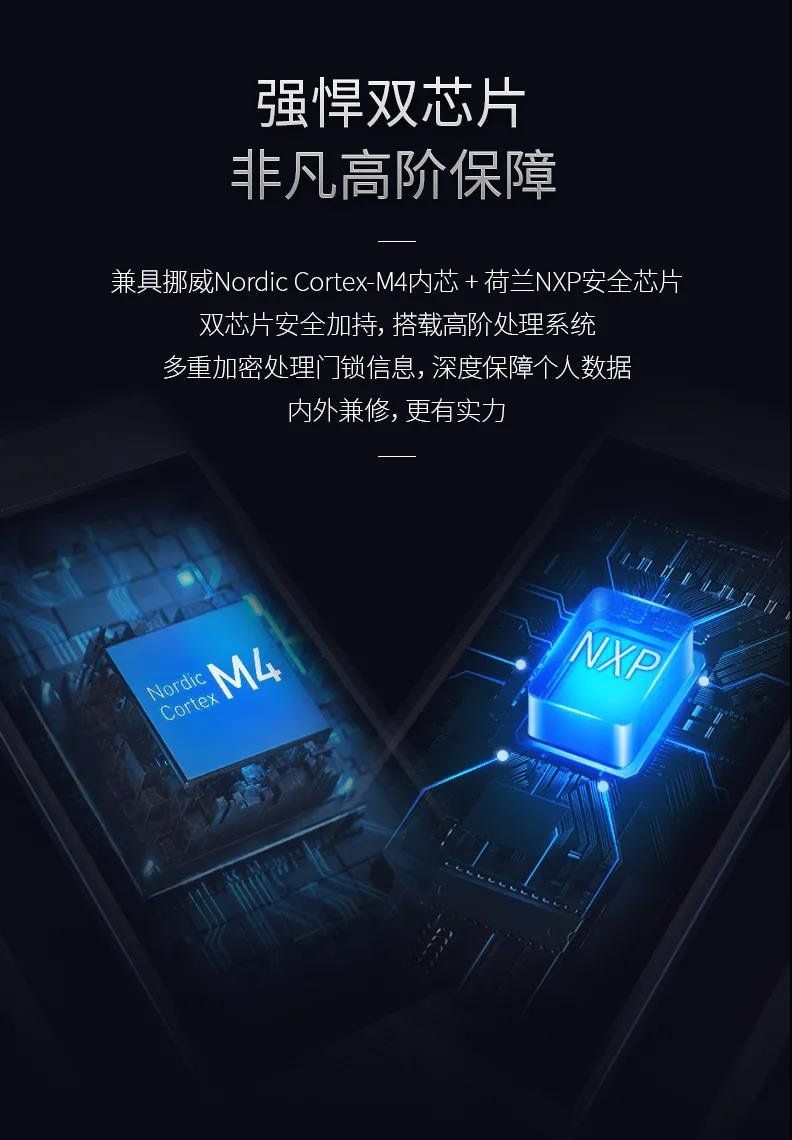 强悍双芯片
非凡高阶保障
兼具挪威Nordic Cortex-M4内芯 + 荷兰NXP安全芯片
双芯片安全加持，搭载高阶处理系统
多重加密处理门锁信息，深度保障个人数据
内外兼修，更有实力
Nordic
Cortex M4
NXP